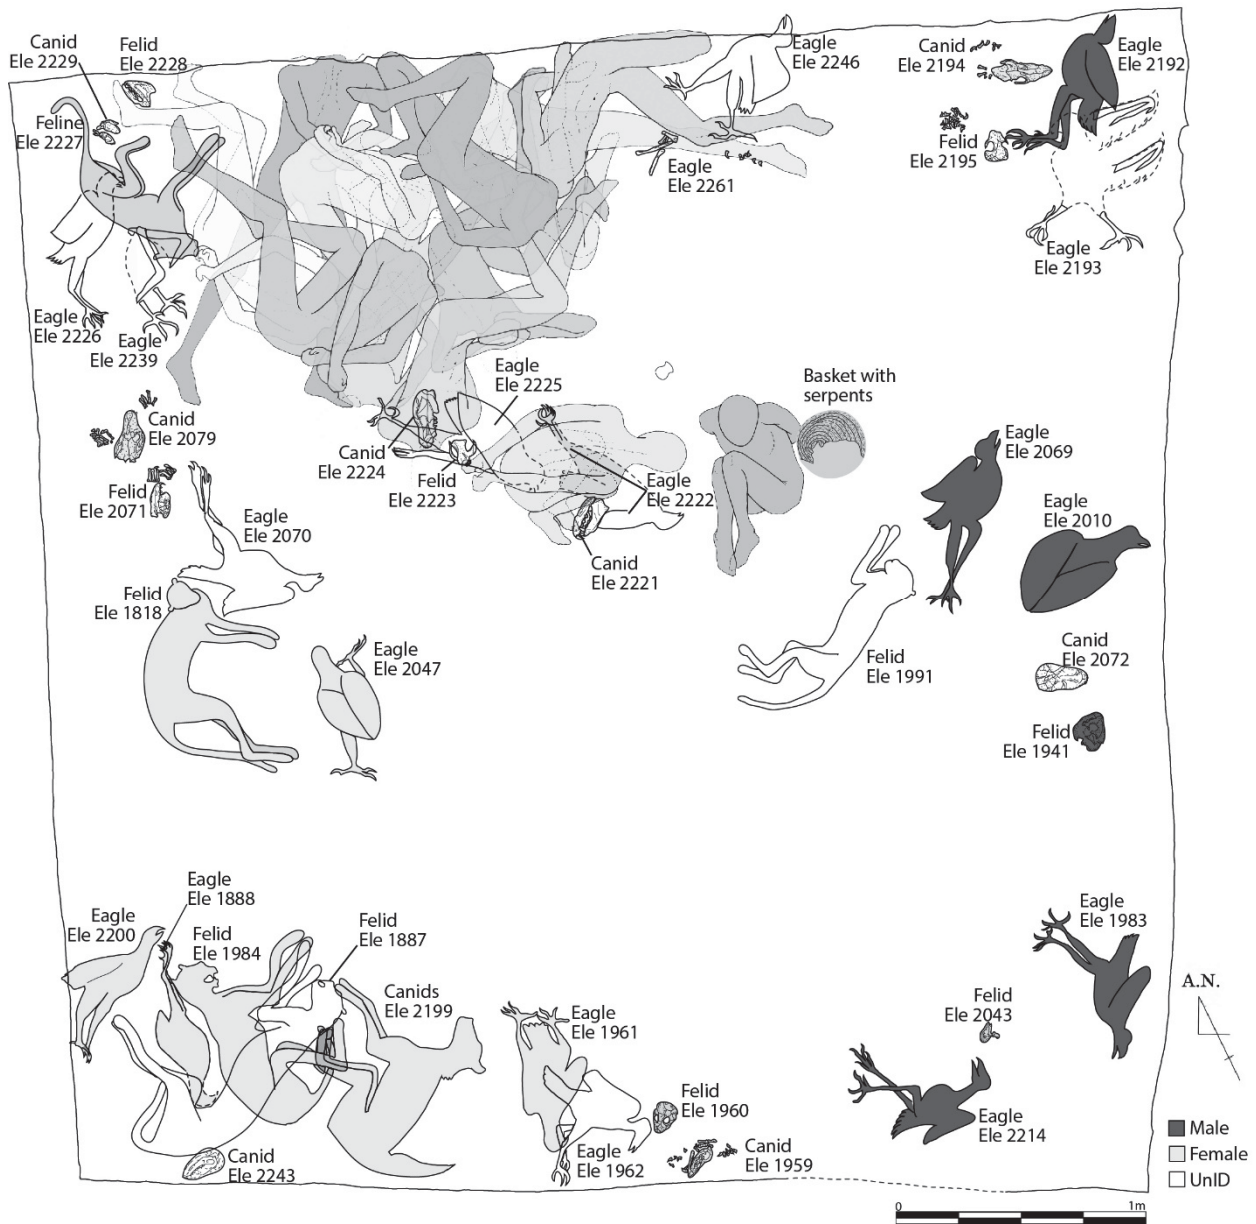 Canid
Ele 2229
Felid
Ele 2228
Feline
Ele 2227
Eagle
Ele 2246
Canid
Ele 2194
Eagle
Ele 2192
Felid
Ele 2195
Eagle
Ele 2261
Eagle
Ele 2193
Eagle
Ele 2226
Eagle
Ele 2239
Eagle
Ele 2225
Basket with
serpents
Canid
Ele 2079
Canid
Ele 2224
Felid
Ele 2223
Eagle
Ele 2222
Eagle
Ele 2069
Felid
Ele 2071
Eagle
Ele 2070
Eagle
Ele 2010
Canid
Ele 2221
Felid
Ele 1818
Eagle
Ele 2047
Felid
Ele 1991
Canid
Ele 2072
Felid
Ele 1941
Eagle
Ele 1888
Eagle
Ele 2200
Felid
Ele 1984
Felid
Ele 1887
Eagle
Ele 1983
Canids
Ele 2199
Eagle
Ele 1961
Felid
Ele 2043
A.N.
Felid
Ele 1960
Eagle
Ele 2214
Canid
Ele 2243
Eagle
Ele 1962
Canid
Ele 1959
Male
Female
UnID
0 1m